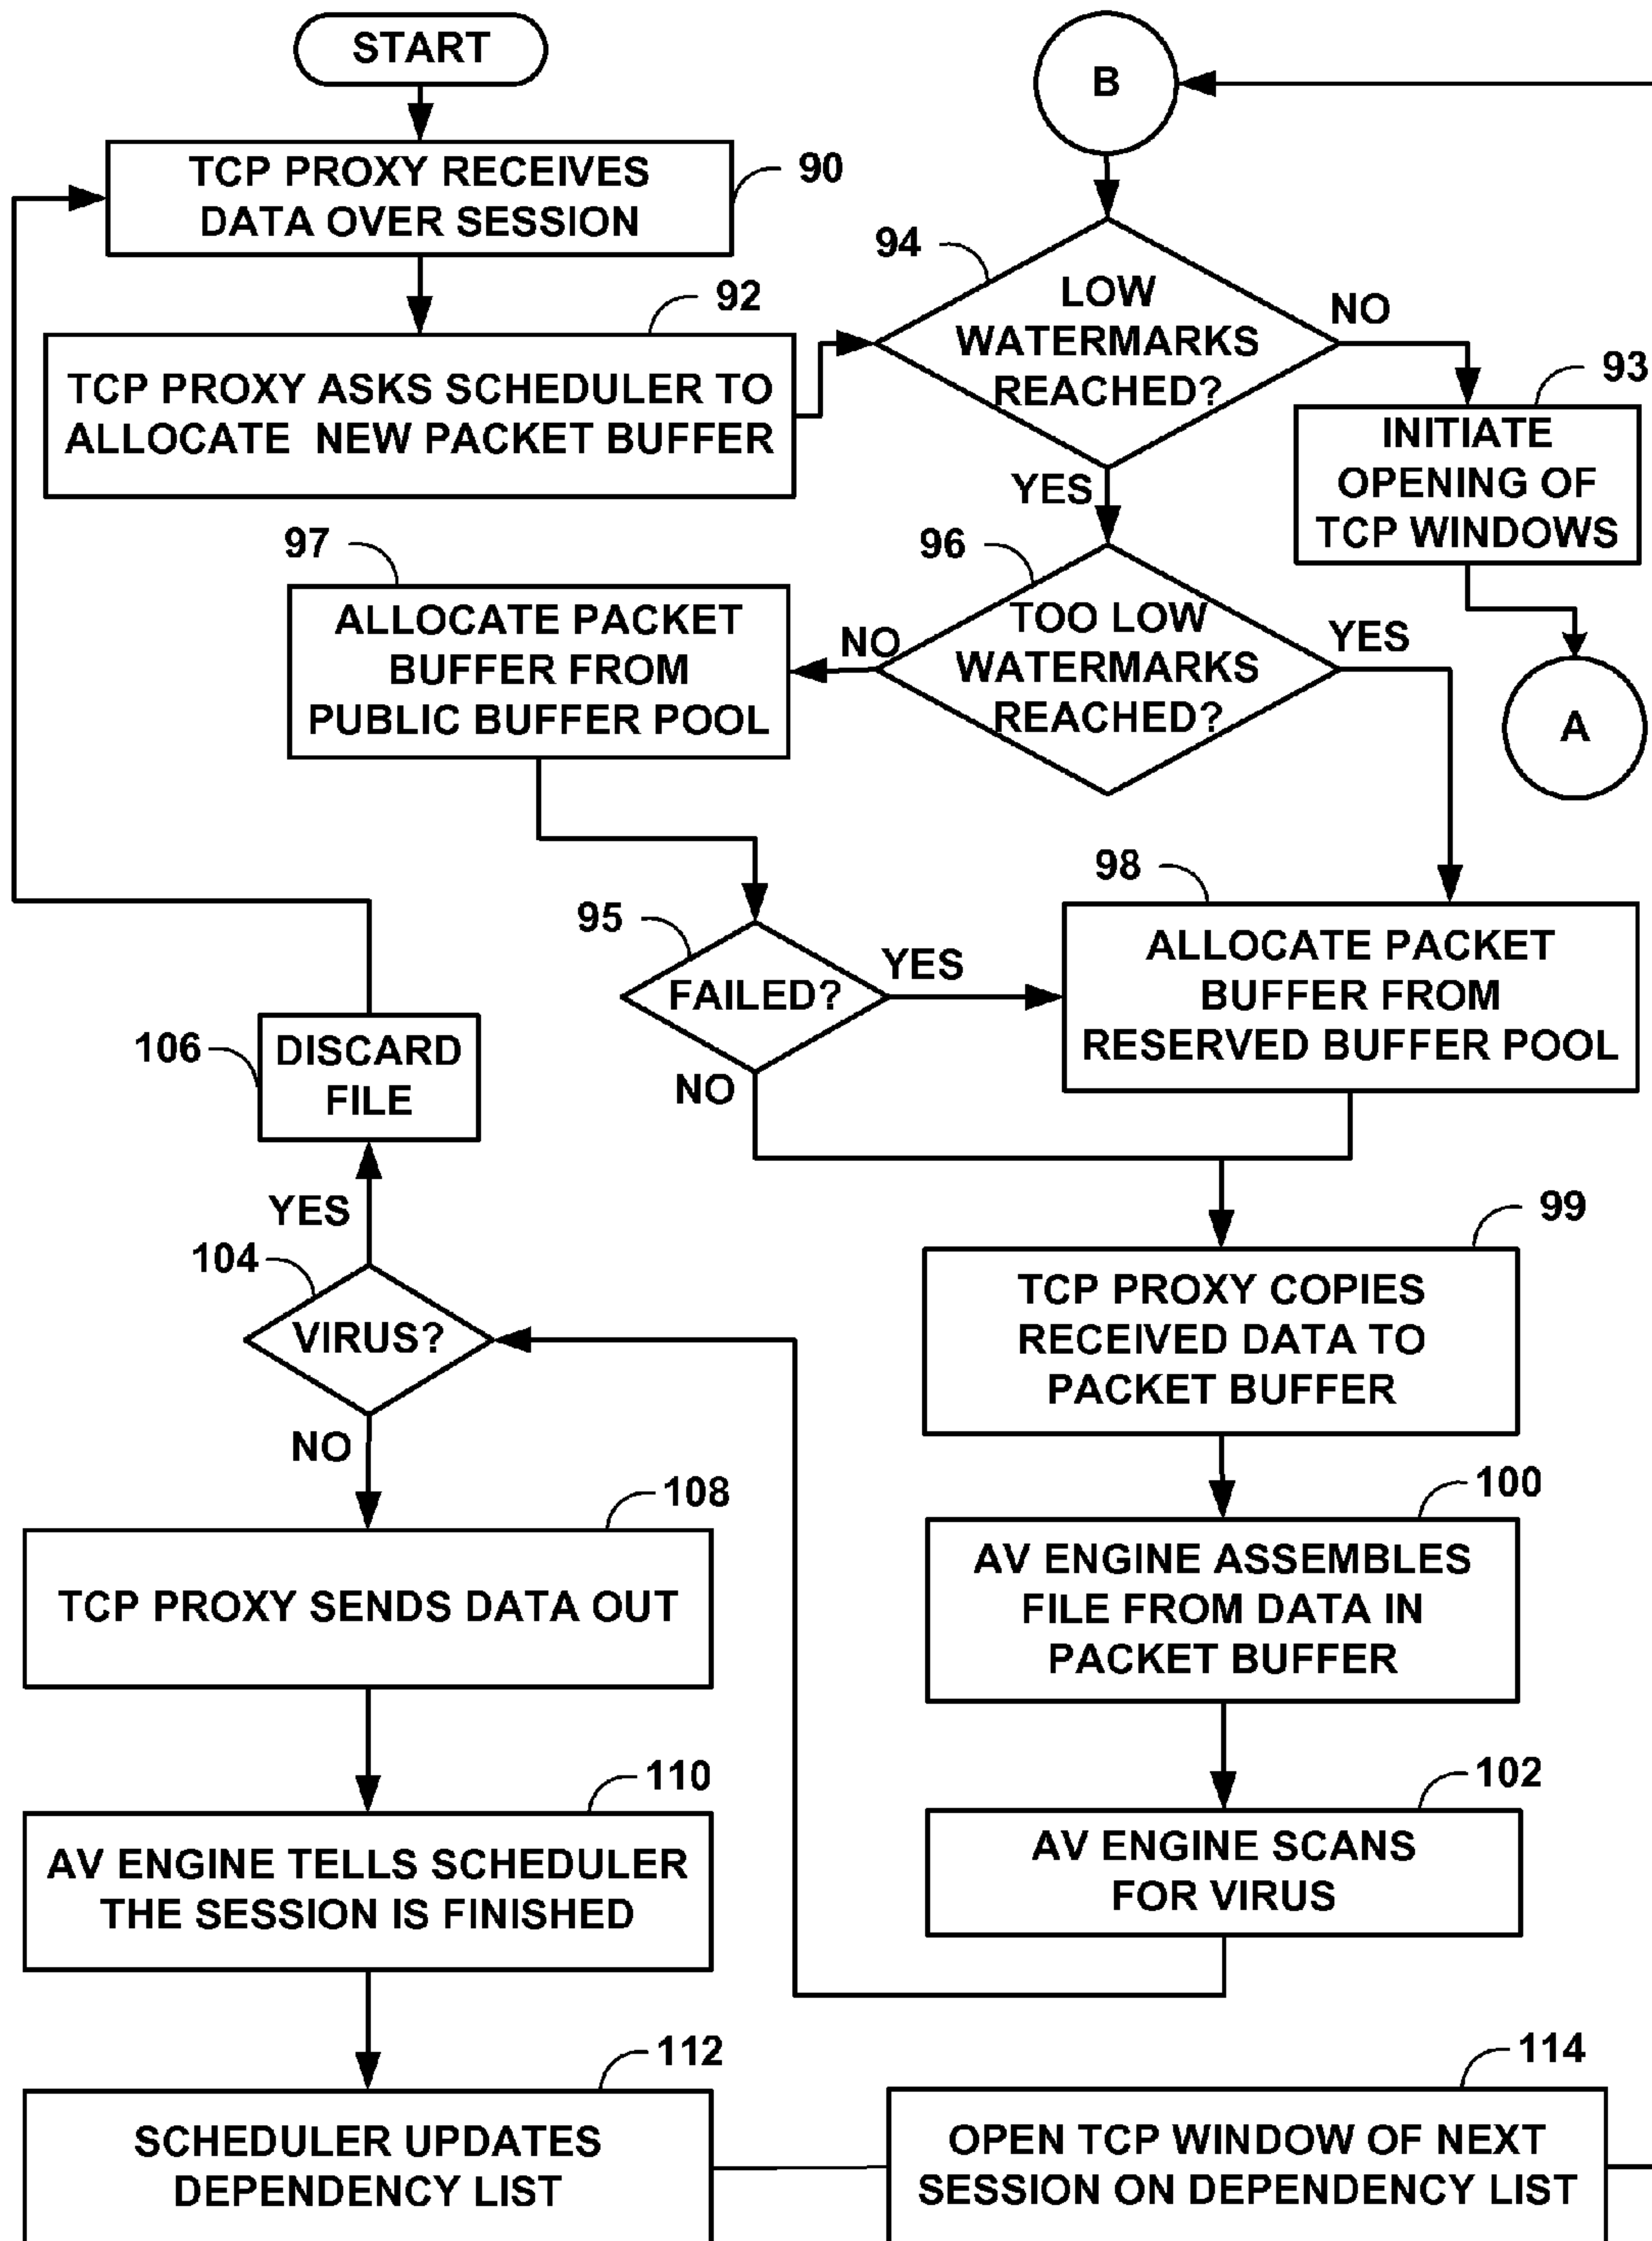 START
B
TCP PROXY RECEIVES
DATA OVER SESSION
90
92
TCP PROXY ASKS SCHEDULER TO
ALLOCATE NEW PACKET BUFFER
94
LOW
WATERMARKS
REACHED?
NO
YES
93
INITIATE
OPENING OF
TCP WINDOWS
A
96
TOO LOW
WATERMARKS
REACHED?
NO
YES
97
ALLOCATE PACKET
BUFFER FROM
PUBLIC BUFFER POOL
95
FAILED?
YES
NO
98
ALLOCATE PACKET
BUFFER FROM
RESERVED BUFFER POOL
99
TCP PROXY COPIES
RECEIVED DATA TO
PACKET BUFFER
100
AV ENGINE ASSEMBLES
FILE FROM DATA IN
PACKET BUFFER
102
AV ENGINE SCANS
FOR VIRUS
106
DISCARD
FILE
YES
104
VIRUS?
NO
108
TCP PROXY SENDS DATA OUT
110
AV ENGINE TELLS SCHEDULER
THE SESSION IS FINISHED
112
SCHEDULER UPDATES
DEPENDENCY LIST
114
OPEN TCP WINDOW OF NEXT
SESSION ON DEPENDENCY LIST